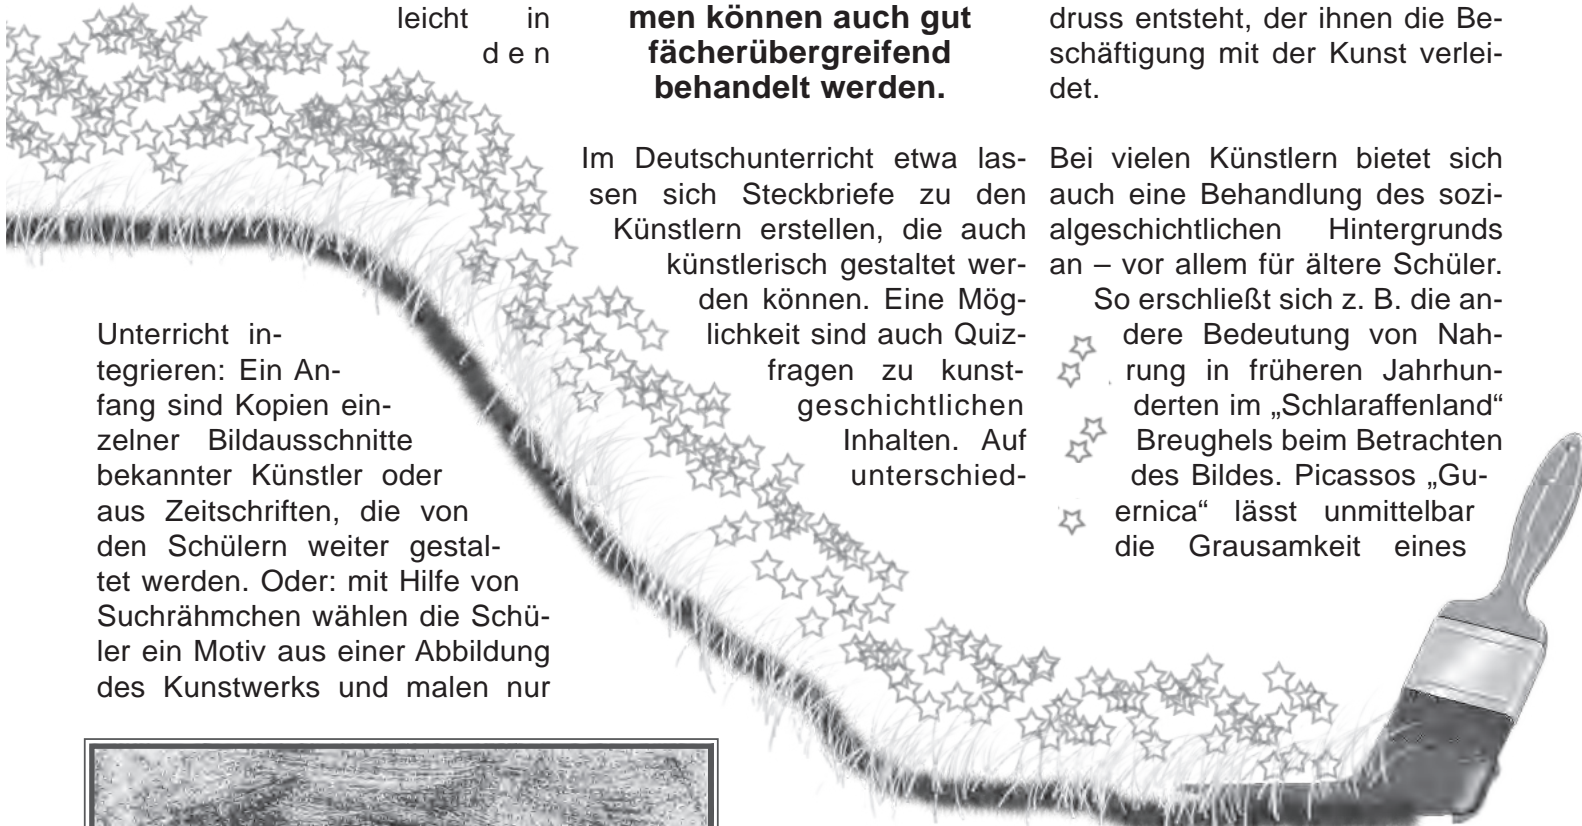 leicht in
den
Unterricht in-
tegrieren: Ein An-
fang sind Kopien ein-
zelner Bildausschnitte
bekannter Künstler oder
aus Zeitschriften, die von
den Schülern weiter gestal-
tet werden. Oder: mit Hilfe von
Suchrähmchen wählen die Schü-
ler ein Motiv aus einer Abbildung
des Kunstwerks und malen nur
men können auch gut
fächerübergreifend
behandelt werden.
Im Deutschunterricht etwa las-
sen sich Steckbriefe zu den
Künstlern erstellen, die auch
künstlerisch gestaltet wer-
den können. Eine Mög-
lichkeit sind auch Quiz-
fragen zu kunst-
geschichtlichen
Inhalten. Auf
unterschied-
druss entsteht, der ihnen die Be-
schäftigung mit der Kunst verlei-
det.
Bei vielen Künstlern bietet sich
auch eine Behandlung des sozi-
algeschichtlichen Hintergrunds
an – vor allem für ältere Schüler.
So erschließt sich z. B. die an-
dere Bedeutung von Nah-
rung in früheren Jahrhun-
derten im „Schlaraffenland“
Breughels beim Betrachten
des Bildes. Picassos „Gu-
ernica“ lässt unmittelbar
die Grausamkeit eines